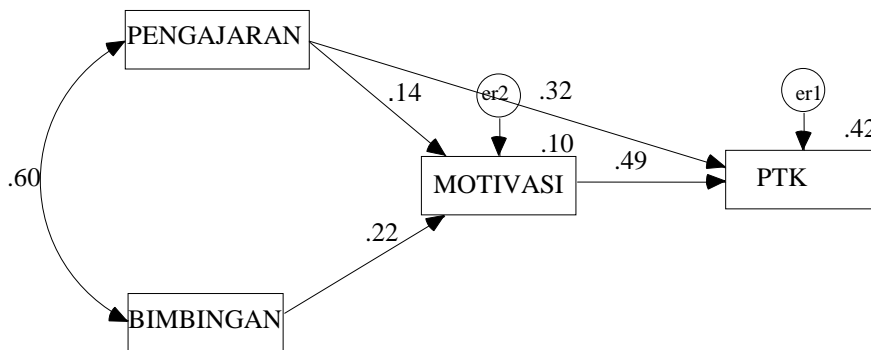 PENGAJARAN
.14
er2
.32
er1
.10
.42
.60
MOTIVASI
.49
PTK
.22
BIMBINGAN